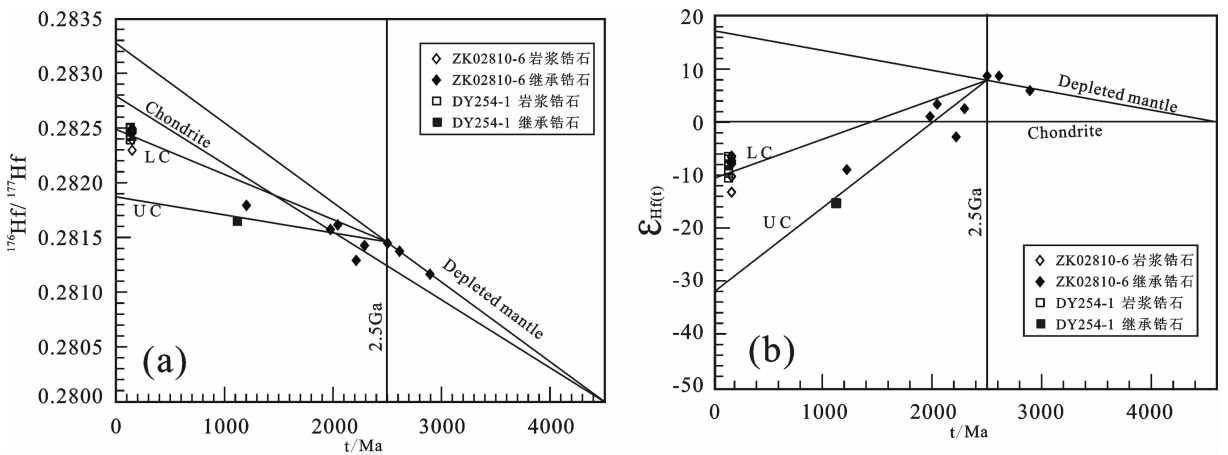 0.2835
0.2830
0.2825
0.2820
0.2815
0.2810
0.2805
0.2800
¹⁷⁶Hf/ ¹⁷⁷Hf
ZK02810-6 岩浆锆石
ZK02810-6 继承锆石
DY254-1 岩浆锆石
DY254-1 继承锆石
Chondrite
LC
UC
Depleted mantle
2.5Ga
(a)
0 1000 2000 3000 4000
t/Ma
20
10
0
-10
-20
-30
-40
-50
εHf(t)
Depleted mantle
Chondrite
LC
UC
2.5Ga
ZK02810-6 岩浆锆石
ZK02810-6 继承锆石
DY254-1 岩浆锆石
DY254-1 继承锆石
(b)
0 1000 2000 3000 4000
t/Ma